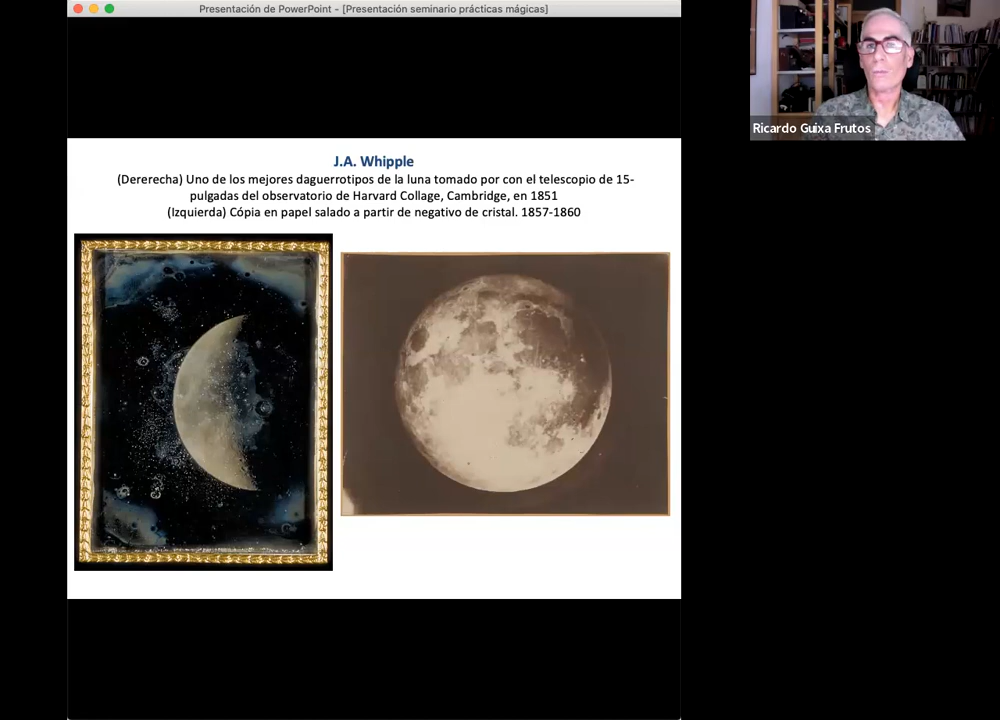 Presentación de PowerPoint - [Presentación seminario prácticas mágicas]
J.A. Whipple
(Dererecha) Uno de los mejores daguerrotipos de la luna tomado por con el telescopio de 15-
pulgadas del observatorio de Harvard Collage, Cambridge, en 1851
(Izquierda) Cópia en papel salado a partir de negativo de cristal. 1857-1860
Ricardo Guixa Frutos